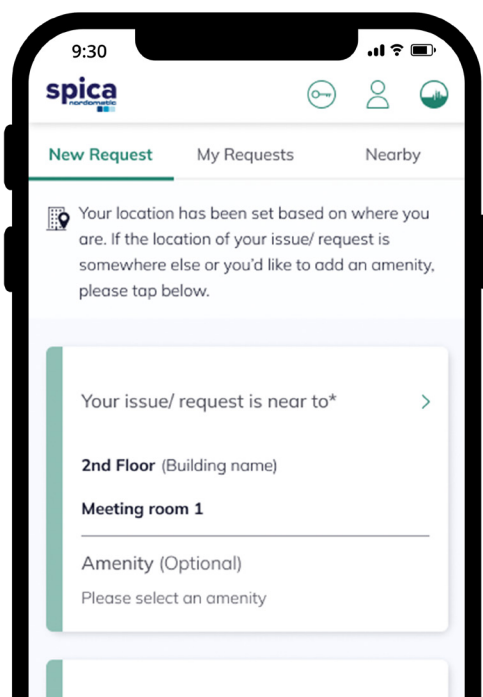 9:30
spica
nordomatic
New Request My Requests Nearby
Your location has been set based on where you
are. If the location of your issue/ request is
somewhere else or you'd like to add an amenity,
please tap below.
Your issue/ request is near to*
2nd Floor (Building name)
Meeting room 1
Amenity (Optional)
Please select an amenity